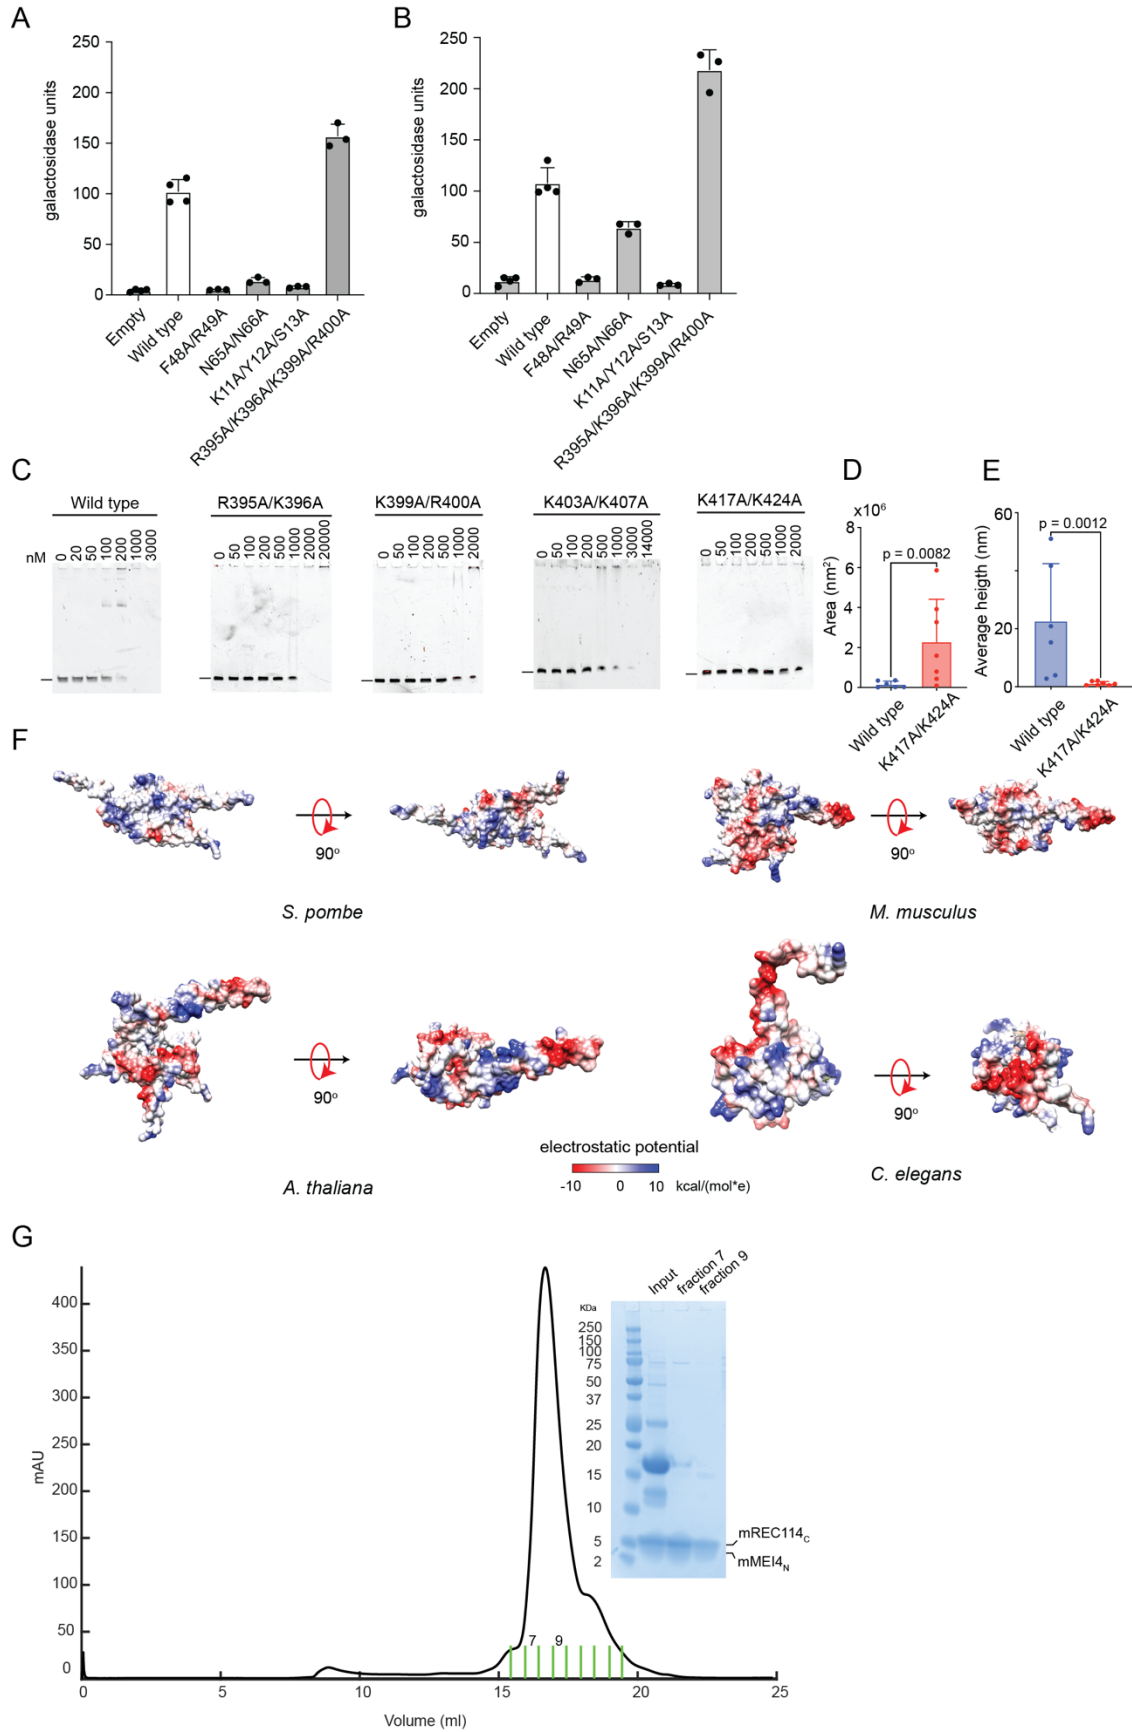 A
B
galactosidase units
250
200
150
100
50
0
Empty
Wild type
F48A/R49A
N65A/N66A
K11A/Y12A/S13A
R395A/K396A/K399A/R400A
galactosidase units
250
200
150
100
50
0
Empty
Wild type
F48A/R49A
N65A/N66A
K11A/Y12A/S13A
R395A/K396A/K399A/R400A
C
Wild type
nM
0
20
50
100
200
1000
3000
R395A/K396A
0
50
100
200
500
1000
20000
K399A/R400A
0
50
100
200
500
1000
2000
K403A/K407A
0
50
100
200
500
1000
3000
14000
K417A/K424A
0
50
100
200
500
1000
2000
D
x10⁶
Area (nm²)
8
6
4
2
0
p = 0.0082
Wild type
K417A/K424A
E
Average heigth (nm)
60
40
20
0
p = 0.0012
Wild type
K417A/K424A
F
90°
S. pombe
90°
M. musculus
90°
A. thaliana
90°
C. elegans
electrostatic potential
-10 0 10 kcal/(mol*e)
G
mAU
400
350
300
250
200
150
100
50
0
0 5 10 15 20 25
Volume (ml)
7 9
Input
fraction 7
fraction 9
KDa
250
150
100
75
50
37
25
20
15
10
5
2
mREC114C
mMEI4N